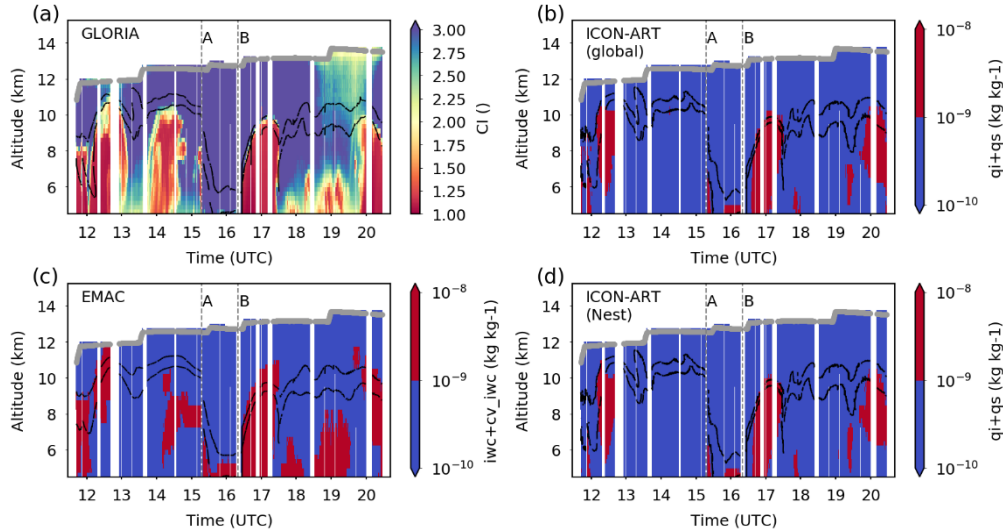 (a)
GLORIA
A
B
Altitude (km)
14
12
10
8
6
12 13 14 15 16 17 18 19 20
Time (UTC)
3.00
2.75
2.50
2.25
2.00
1.75
1.50
1.25
1.00
CI ()
(b)
ICON-ART
(global)
A
B
Altitude (km)
14
12
10
8
6
12 13 14 15 16 17 18 19 20
Time (UTC)
10⁻⁸
10⁻⁹
10⁻¹⁰
qi+qs (kg kg-1)
(c)
EMAC
A
B
Altitude (km)
14
12
10
8
6
12 13 14 15 16 17 18 19 20
Time (UTC)
10⁻⁸
10⁻⁹
10⁻¹⁰
iwc+cv_iwc (kg kg-1)
(d)
ICON-ART
(Nest)
A
B
Altitude (km)
14
12
10
8
6
12 13 14 15 16 17 18 19 20
Time (UTC)
10⁻⁸
10⁻⁹
10⁻¹⁰
qi+qs (kg kg-1)